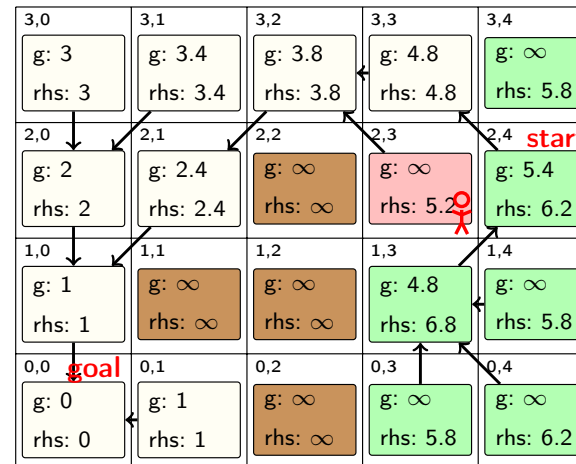 3,0
g: 3
rhs: 3
3,1
g: 3.4
rhs: 3.4
3,2
g: 3.8
rhs: 3.8
3,3
g: 4.8
rhs: 4.8
3,4
g: ∞
rhs: 5.8
2,0
g: 2
rhs: 2
2,1
g: 2.4
rhs: 2.4
2,2
g: ∞
rhs: ∞
2,3
g: ∞
rhs: 5.2
2,4
star
g: 5.4
rhs: 6.2
1,0
g: 1
rhs: 1
1,1
g: ∞
rhs: ∞
1,2
g: ∞
rhs: ∞
1,3
g: 4.8
rhs: 6.8
1,4
g: ∞
rhs: 5.8
0,0
goal
g: 0
rhs: 0
0,1
g: 1
rhs: 1
0,2
g: ∞
rhs: ∞
0,3
g: ∞
rhs: 5.8
0,4
g: ∞
rhs: 6.2